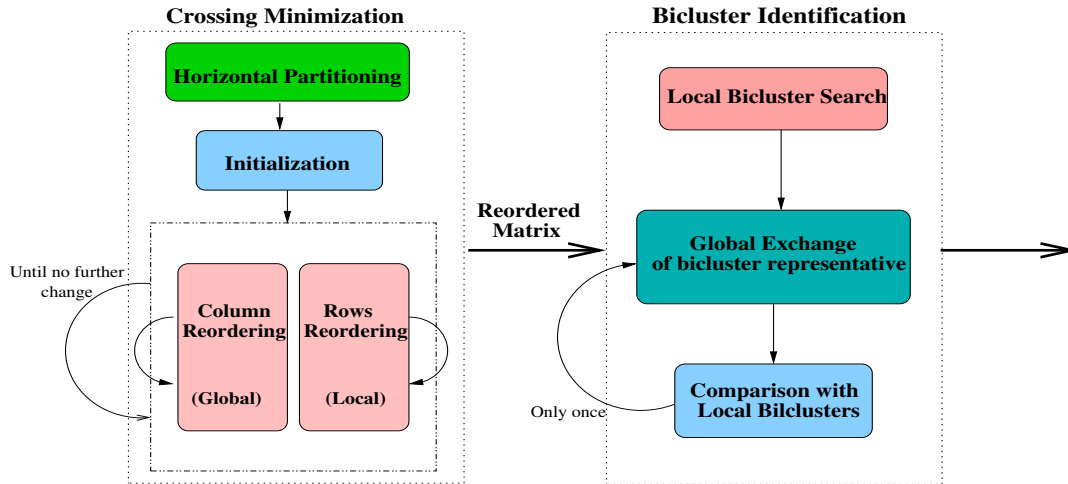 Crossing Minimization
Horizontal Partitioning
Initialization
Until no further
change
Column
Reordering
(Global)
Rows
Reordering
(Local)
Reordered
Matrix
Bicluster Identification
Local Bicluster Search
Global Exchange
of bicluster representative
Only once
Comparison with
Local Bilclusters